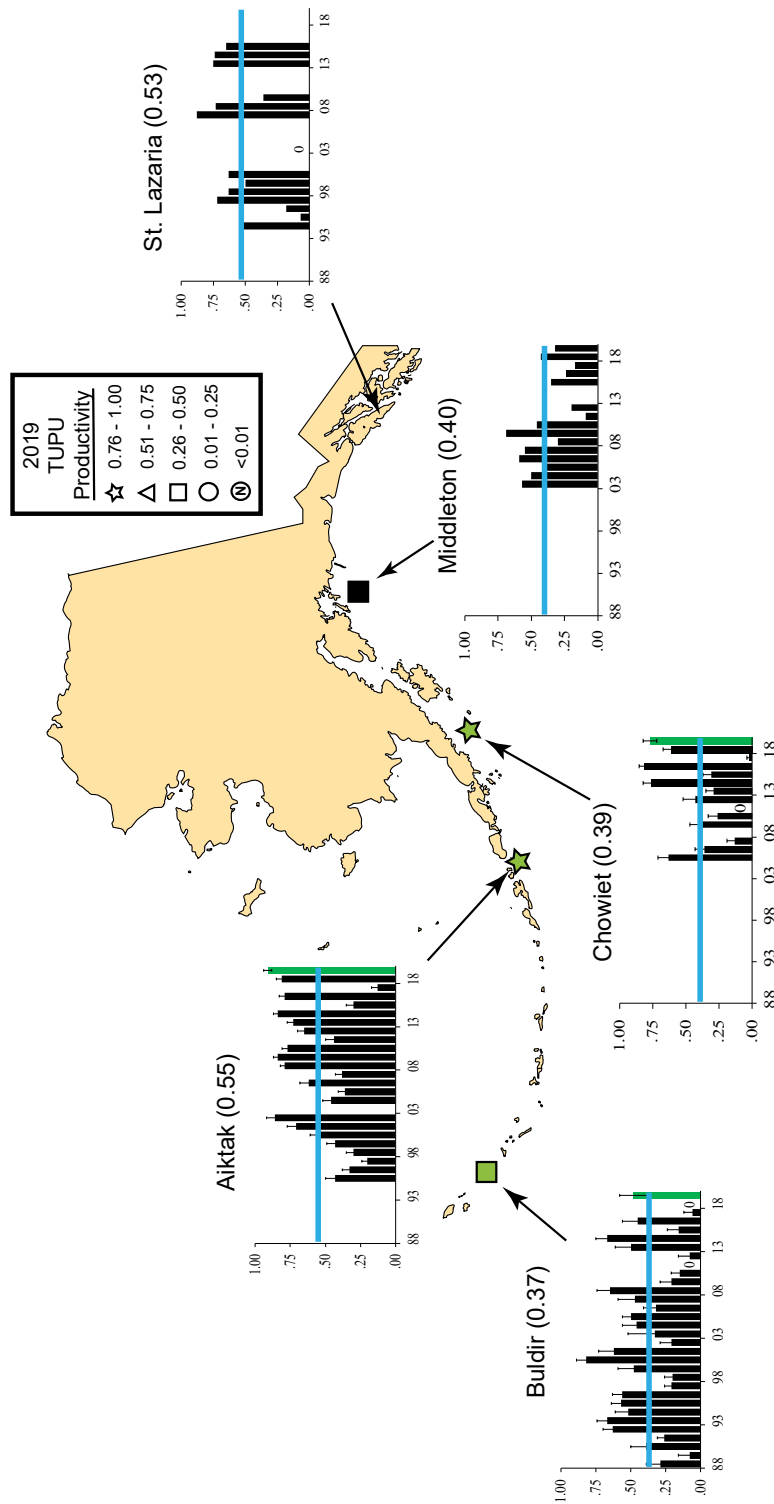 2019
TUPU
Productivity
0.76 - 1.00
0.51 - 0.75
0.26 - 0.50
0.01 - 0.25
N <0.01
Buldir (0.37)
1.00
.75
.50
.25
.00
0
0
88 93 98 03 08 13 18
Aiktak (0.55)
1.00
.75
.50
.25
.00
88 93 98 03 08 13 18
Chowiet (0.39)
1.00
.75
.50
.25
.00
0
88 93 98 03 08 13 18
Middleton (0.40)
1.00
.75
.50
.25
.00
88 93 98 03 08 13 18
St. Lazaria (0.53)
1.00
.75
.50
.25
.00
0
88 93 98 03 08 13 18